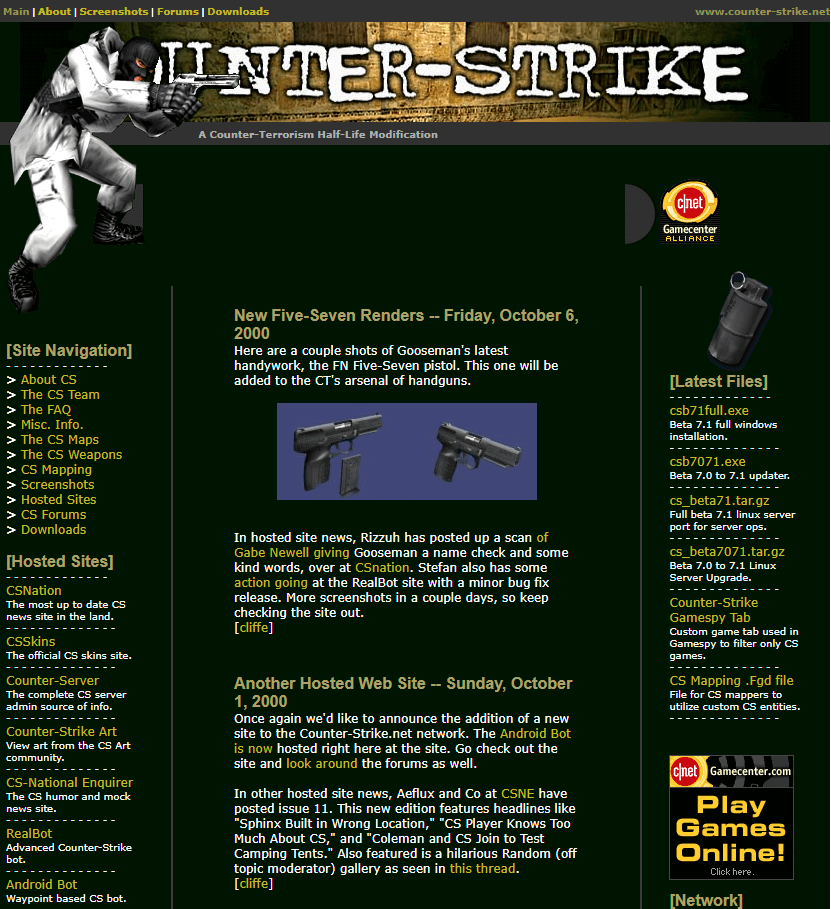 Main | About | Screenshots | Forums | Downloads
www.counter-strike.net
UNTER-STRIKE
A Counter-Terrorism Half-Life Modification
c|net
Gamecenter
ALLIANCE
[Site Navigation]
- - - - - - - - - - - - -
> About CS
> The CS Team
> The FAQ
> Misc. Info.
> The CS Maps
> The CS Weapons
> CS Mapping
> Screenshots
> Hosted Sites
> CS Forums
> Downloads
[Hosted Sites]
- - - - - - - - - - - - -
CSNation
The most up to date CS
news site in the land.
- - - - - - - - - - - - - -
CSSkins
The official CS skins site.
- - - - - - - - - - - - - -
Counter-Server
The complete CS server
admin source of info.
- - - - - - - - - - - - - -
Counter-Strike Art
View art from the CS Art
community.
- - - - - - - - - - - - - -
CS-National Enquirer
The CS humor and mock
news site.
- - - - - - - - - - - - - -
RealBot
Advanced Counter-Strike
bot.
- - - - - - - - - - - - - -
Android Bot
Waypoint based CS bot.
New Five-Seven Renders -- Friday, October 6,
2000
Here are a couple shots of Gooseman's latest
handywork, the FN Five-Seven pistol. This one will be
added to the CT's arsenal of handguns.
In hosted site news, Rizzuh has posted up a scan of
Gabe Newell giving Gooseman a name check and some
kind words, over at CSnation. Stefan also has some
action going at the RealBot site with a minor bug fix
release. More screenshots in a couple days, so keep
checking the site out.
[cliffe]
Another Hosted Web Site -- Sunday, October
1, 2000
Once again we'd like to announce the addition of a new
site to the Counter-Strike.net network. The Android Bot
is now hosted right here at the site. Go check out the
site and look around the forums as well.
In other hosted site news, Aeflux and Co at CSNE have
posted issue 11. This new edition features headlines like
"Sphinx Built in Wrong Location," "CS Player Knows Too
Much About CS," and "Coleman and CS Join to Test
Camping Tents." Also featured is a hilarious Random (off
topic moderator) gallery as seen in this thread.
[cliffe]
[Latest Files]
- - - - - - - - - - - - -
csb71full.exe
Beta 7.1 full windows
installation.
- - - - - - - - - - - - - -
csb7071.exe
Beta 7.0 to 7.1 updater.
- - - - - - - - - - - - - -
cs_beta71.tar.gz
Full beta 7.1 linux server
port for server ops.
- - - - - - - - - - - - - -
cs_beta7071.tar.gz
Beta 7.0 to 7.1 Linux
Server Upgrade.
- - - - - - - - - - - - - -
Counter-Strike
Gamespy Tab
Custom game tab used in
Gamespy to filter only CS
games.
- - - - - - - - - - - - - -
CS Mapping .Fgd file
File for CS mappers to
utilize custom CS entities.
- - - - - - - - - - - - - -
c|net Gamecenter.com
Play
Games
Online!
Click here.
[Network]